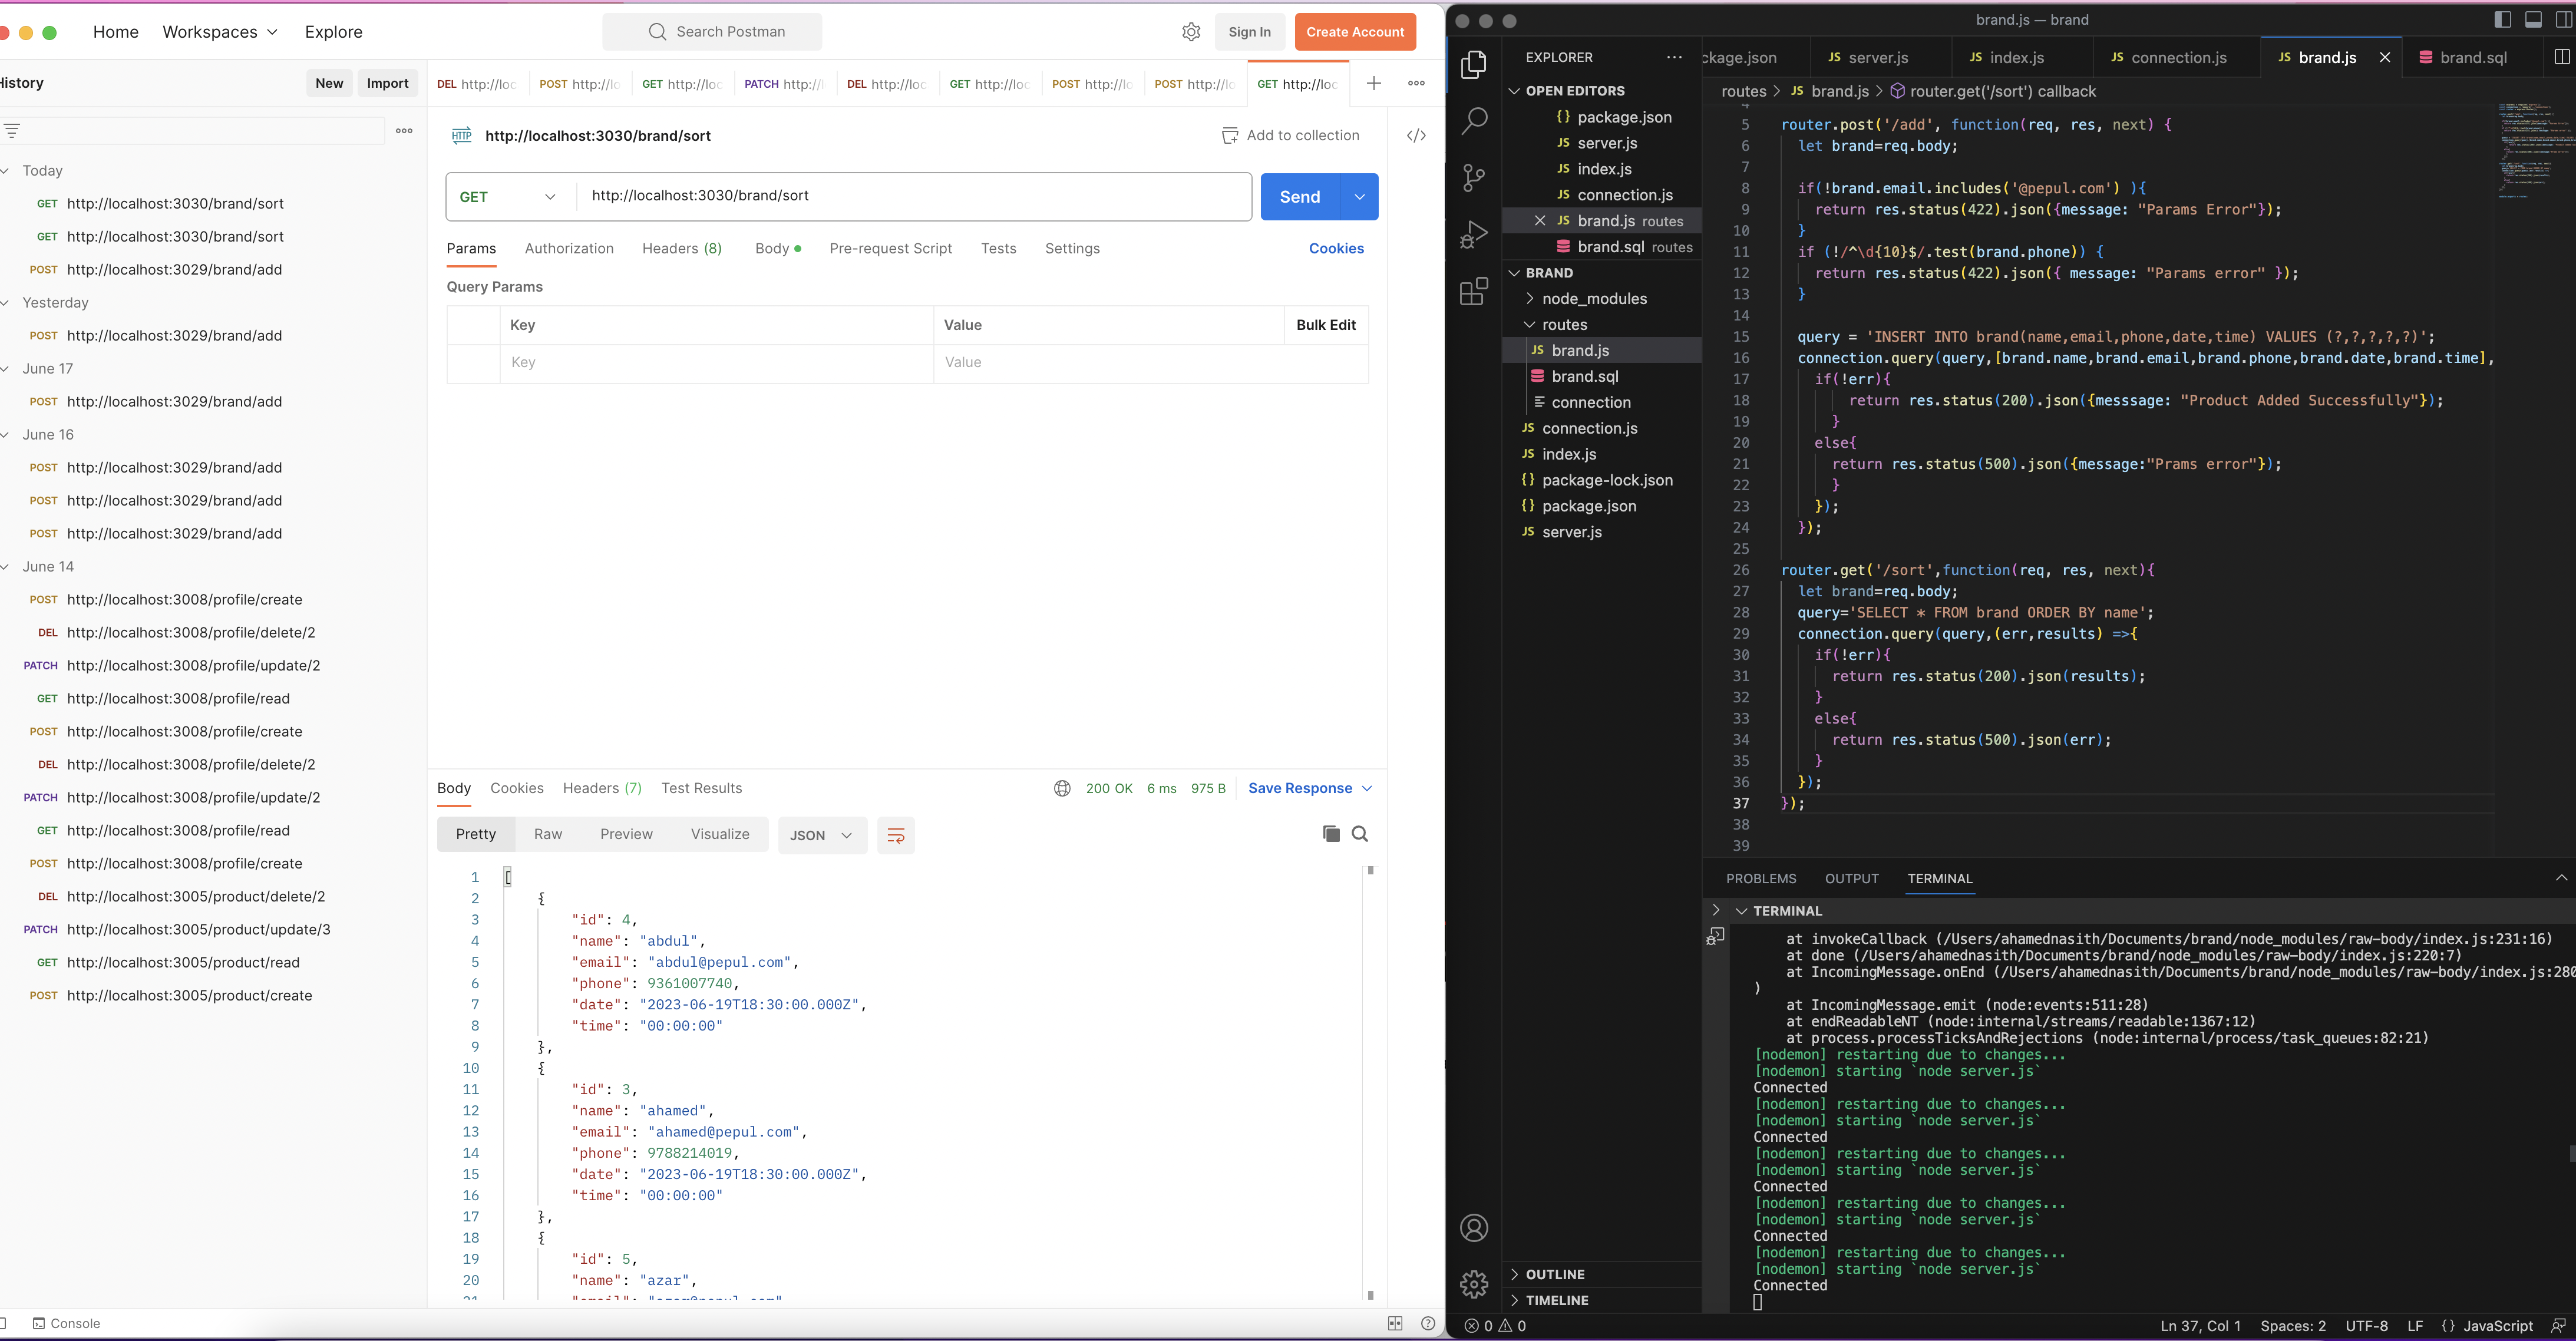 Home
Workspaces
Explore
Search Postman
Sign In
Create Account
History
New
Import
DEL http://loc
POST http://lo
GET http://loc
PATCH http://l
DEL http://loc
GET http://loc
POST http://lo
POST http://lo
GET http://loc
Today
GET http://localhost:3030/brand/sort
GET http://localhost:3030/brand/sort
POST http://localhost:3030/brand/add
Yesterday
POST http://localhost:3029/brand/add
June 17
POST http://localhost:3029/brand/add
June 16
POST http://localhost:3029/brand/add
POST http://localhost:3029/brand/add
POST http://localhost:3029/brand/add
June 14
POST http://localhost:3008/profile/create
DEL http://localhost:3008/profile/delete/2
PATCH http://localhost:3008/profile/update/2
GET http://localhost:3008/profile/read
POST http://localhost:3008/profile/create
DEL http://localhost:3008/profile/delete/2
PATCH http://localhost:3008/profile/update/2
GET http://localhost:3008/profile/read
POST http://localhost:3008/profile/create
DEL http://localhost:3005/product/delete/2
PATCH http://localhost:3005/product/update/3
GET http://localhost:3005/product/read
POST http://localhost:3005/product/create
Console
HTTP http://localhost:3030/brand/sort
Add to collection
</>
GET http://localhost:3030/brand/sort
Send
Params Authorization Headers (8) Body Pre-request Script Tests Settings Cookies
Query Params
Key Value Bulk Edit
Key Value
Body Cookies Headers (7) Test Results
200 OK 6 ms 975 B Save Response
Pretty Raw Preview Visualize JSON
1 [
2 {
3 "id": 4,
4 "name": "abdul",
5 "email": "abdul@pepul.com",
6 "phone": 9361007740,
7 "date": "2023-06-19T18:30:00.000Z",
8 "time": "00:00:00"
9 },
10 {
11 "id": 3,
12 "name": "ahamed",
13 "email": "ahamed@pepul.com",
14 "phone": 9788214019,
15 "date": "2023-06-19T18:30:00.000Z",
16 "time": "00:00:00"
17 },
18 {
19 "id": 5,
20 "name": "azar",
brand.js — brand
EXPLORER
OPEN EDITORS
{} package.json
JS server.js
JS index.js
JS connection.js
JS brand.js routes
brand.sql routes
BRAND
node_modules
routes
JS brand.js
brand.sql
connection
JS connection.js
JS index.js
{} package-lock.json
{} package.json
JS server.js
OUTLINE
TIMELINE
ckage.json
JS server.js
JS index.js
JS connection.js
JS brand.js
brand.sql
routes > JS brand.js > router.get('/sort') callback
4
5 router.post('/add', function(req, res, next) {
6 let brand=req.body;
7
8 if(!brand.email.includes('@pepul.com') ){
9 return res.status(422).json({message: "Params Error"});
10 }
11 if (!/^\d{10}$/.test(brand.phone)) {
12 return res.status(422).json({ message: "Params error" });
13 }
14
15 query = 'INSERT INTO brand(name,email,phone,date,time) VALUES (?,?,?,?,?)';
16 connection.query(query,[brand.name,brand.email,brand.phone,brand.date,brand.time],
17 if(!err){
18 return res.status(200).json({messsage: "Product Added Successfully"});
19 }
20 else{
21 return res.status(500).json({message:"Prams error"});
22 }
23 });
24 });
25
26 router.get('/sort',function(req, res, next){
27 let brand=req.body;
28 query='SELECT * FROM brand ORDER BY name';
29 connection.query(query,(err,results) =>{
30 if(!err){
31 return res.status(200).json(results);
32 }
33 else{
34 return res.status(500).json(err);
35 }
36 });
37 });
38
39
PROBLEMS OUTPUT TERMINAL
TERMINAL
at invokeCallback (/Users/ahamednasith/Documents/brand/node_modules/raw-body/index.js:231:16)
at done (/Users/ahamednasith/Documents/brand/node_modules/raw-body/index.js:220:7)
at IncomingMessage.onEnd (/Users/ahamednasith/Documents/brand/node_modules/raw-body/index.js:280
)
at IncomingMessage.emit (node:events:511:28)
at endReadableNT (node:internal/streams/readable:1367:12)
at process.processTicksAndRejections (node:internal/process/task_queues:82:21)
[nodemon] restarting due to changes...
[nodemon] starting `node server.js`
Connected
[nodemon] restarting due to changes...
[nodemon] starting `node server.js`
Connected
[nodemon] restarting due to changes...
[nodemon] starting `node server.js`
Connected
[nodemon] restarting due to changes...
[nodemon] starting `node server.js`
Connected
[nodemon] restarting due to changes...
[nodemon] starting `node server.js`
Connected
0 0
Ln 37, Col 1 Spaces: 2 UTF-8 LF {} JavaScript